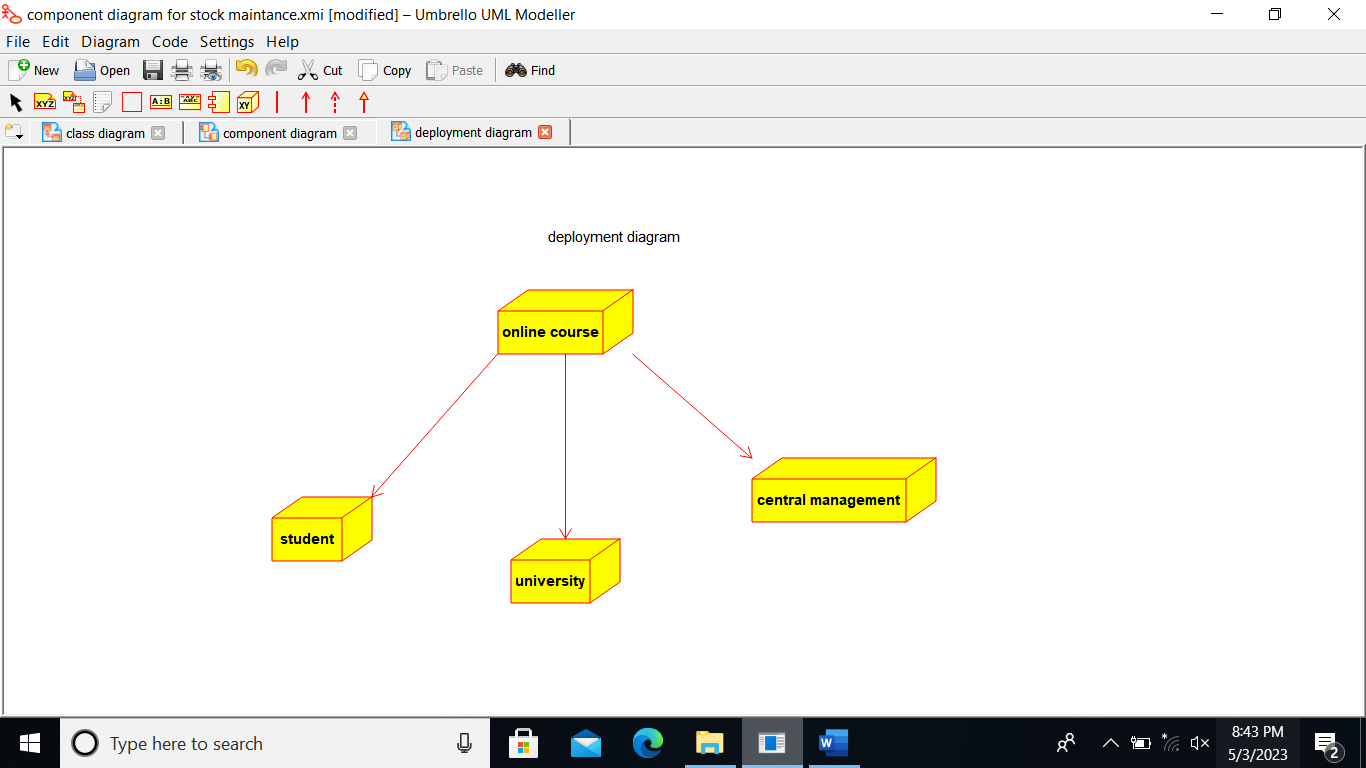 component diagram for stock maintance.xmi [modified] – Umbrello UML Modeller
File Edit Diagram Code Settings Help
New Open Cut Copy Paste Find
XYZ XYZ A:B ABC XY
class diagram component diagram deployment diagram
deployment diagram
online course
central management
student
university
Type here to search
W
8:43 PM
5/3/2023
2